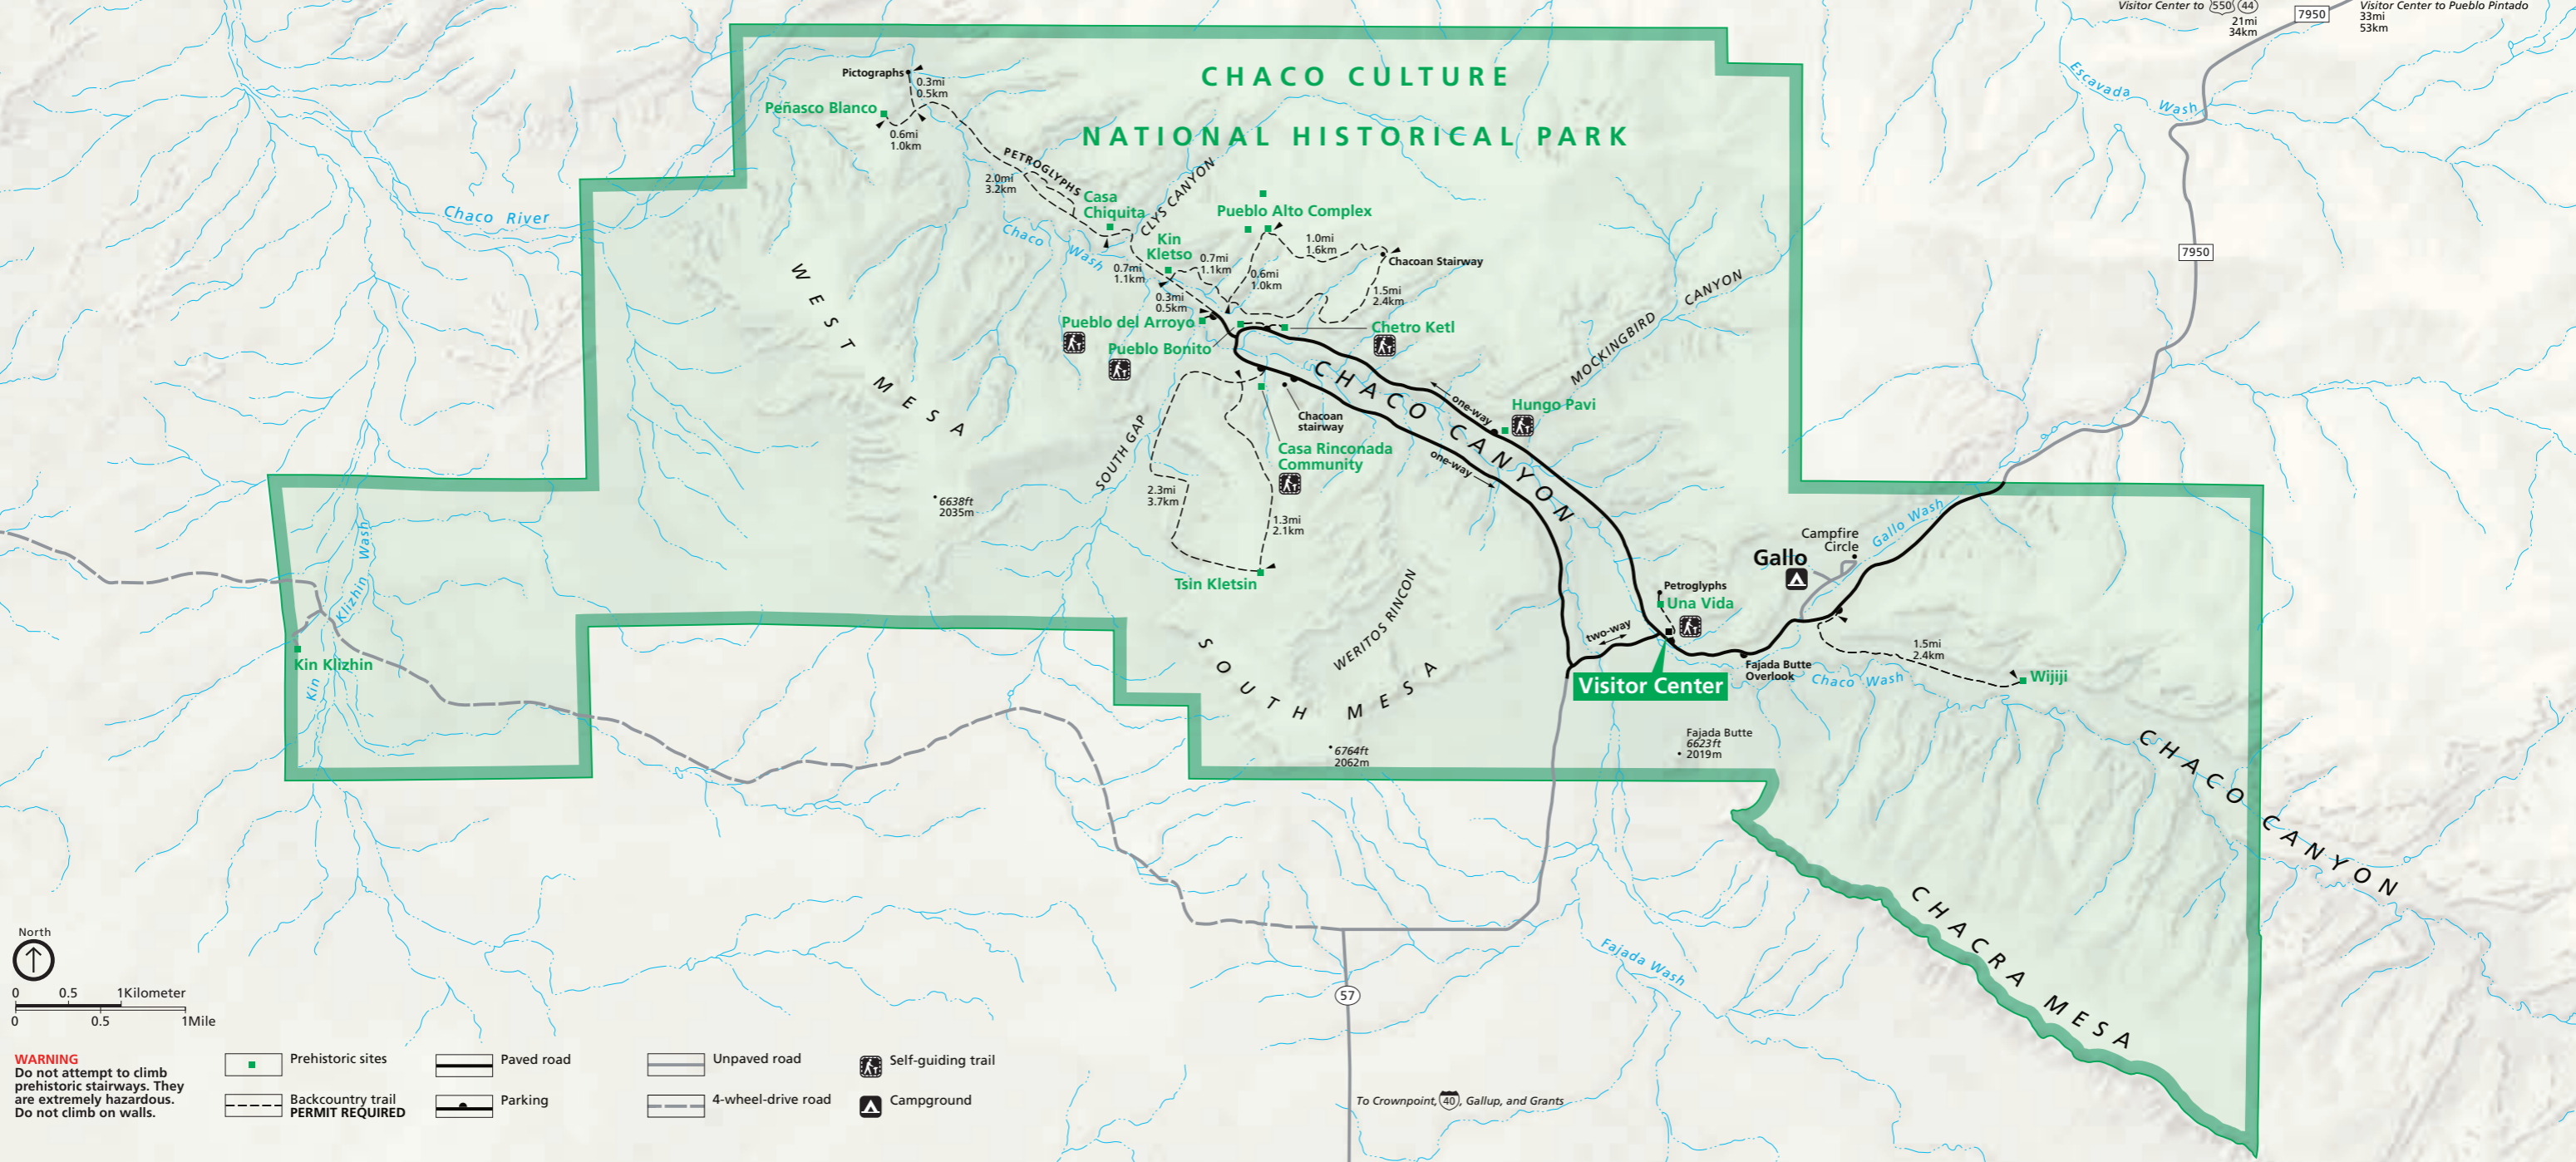 Visitor Center to 550 44
21mi
34km
7950
Visitor Center to Pueblo Pintado
33mi
53km
CHACO CULTURE
NATIONAL HISTORICAL PARK
Pictographs
0.3mi
0.5km
Peñasco Blanco
0.6mi
1.0km
Escavada Wash
PETROGLYPHS
2.0mi
3.2km
Casa
Chiquita
CLYS CANYON
Chaco River
Chaco Wash
Pueblo Alto Complex
Kin
Kletso
0.7mi
1.1km
0.7mi
1.1km
0.6mi
1.0km
1.0mi
1.6km
Chacoan Stairway
1.5mi
2.4km
0.3mi
0.5km
7950
WEST MESA
MOCKINGBIRD CANYON
Pueblo del Arroyo
Pueblo Bonito
Chetro Ketl
CHACO CANYON
one-way
Hungo Pavi
Chacoan
stairway
Casa Rinconada
Community
one-way
SOUTH GAP
2.3mi
3.7km
6638ft
2035m
1.3mi
2.1km
Tsin Kletsin
WERITOS RINCON
SOUTH MESA
Kin Klizhin Wash
Kin Klizhin
Gallo Wash
Campfire
Circle
Gallo
Petroglyphs
Una Vida
two-way
Visitor Center
Fajada Butte
Overlook
Chaco Wash
1.5mi
2.4km
Wijiji
6764ft
2062m
Fajada Butte
6623ft
2019m
CHACO CANYON
CHACRA MESA
Fajada Wash
57
To Crownpoint, 40, Gallup, and Grants
North
0 0.5 1Kilometer
0 0.5 1Mile
WARNING
Do not attempt to climb
prehistoric stairways. They
are extremely hazardous.
Do not climb on walls.
Prehistoric sites
Backcountry trail
PERMIT REQUIRED
Paved road
Parking
Unpaved road
4-wheel-drive road
Self-guiding trail
Campground